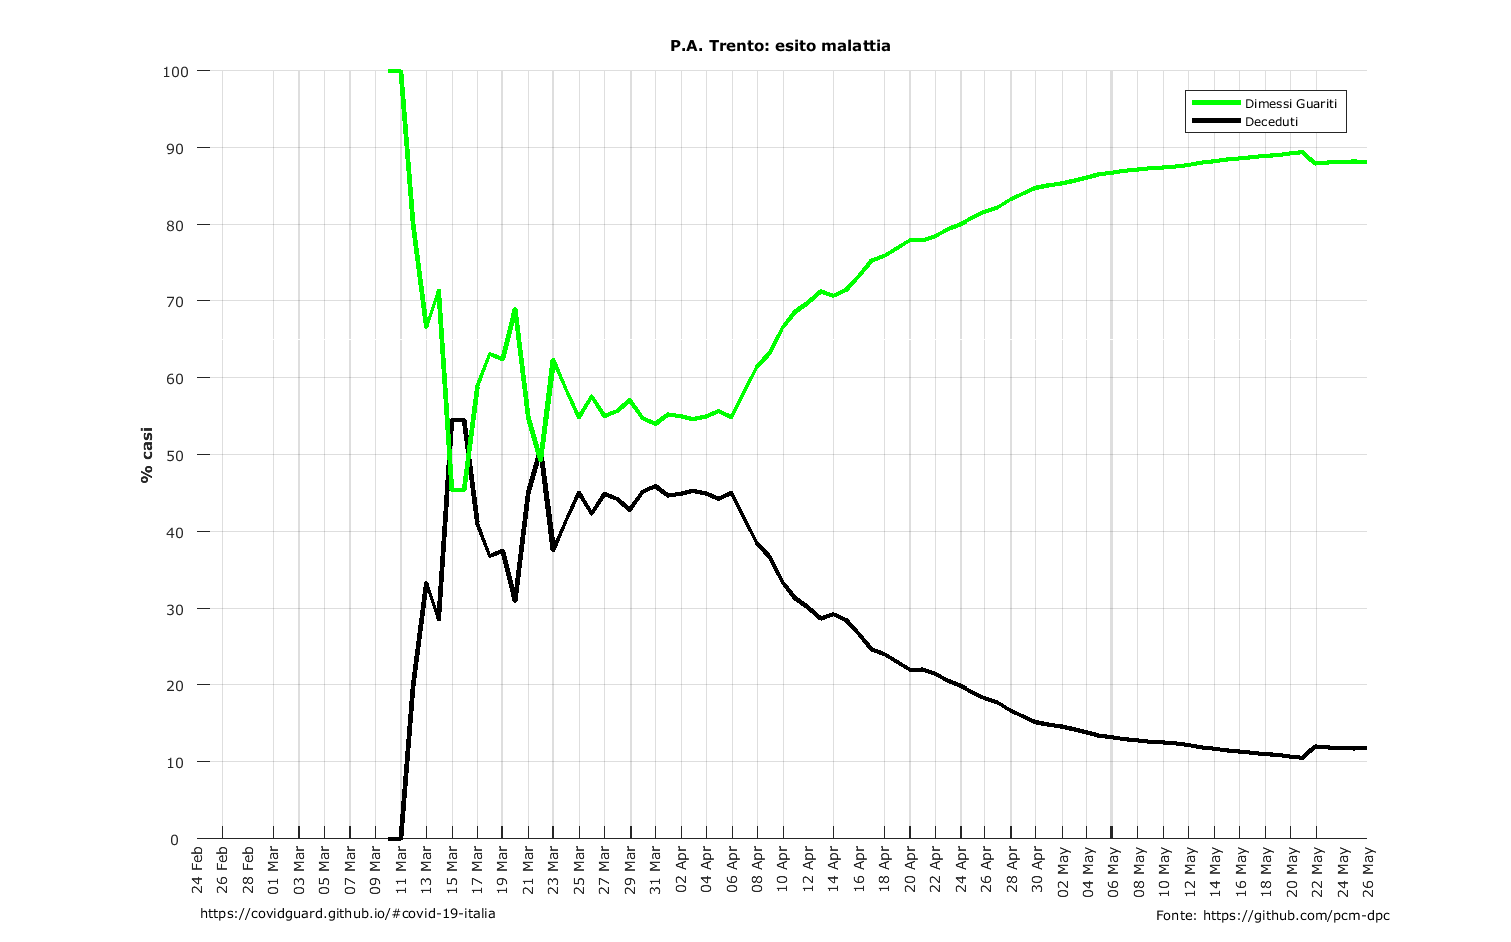 P.A. Trento: esito malattia
Dimessi Guariti
Deceduti
% casi
100
90
80
70
60
50
40
30
20
10
0
24 Feb
26 Feb
28 Feb
01 Mar
03 Mar
05 Mar
07 Mar
09 Mar
11 Mar
13 Mar
15 Mar
17 Mar
19 Mar
21 Mar
23 Mar
25 Mar
27 Mar
29 Mar
31 Mar
02 Apr
04 Apr
06 Apr
08 Apr
10 Apr
12 Apr
14 Apr
16 Apr
18 Apr
20 Apr
22 Apr
24 Apr
26 Apr
28 Apr
30 Apr
02 May
04 May
06 May
08 May
10 May
12 May
14 May
16 May
18 May
20 May
22 May
24 May
26 May
https://covidguard.github.io/#covid-19-italia
Fonte: https://github.com/pcm-dpc